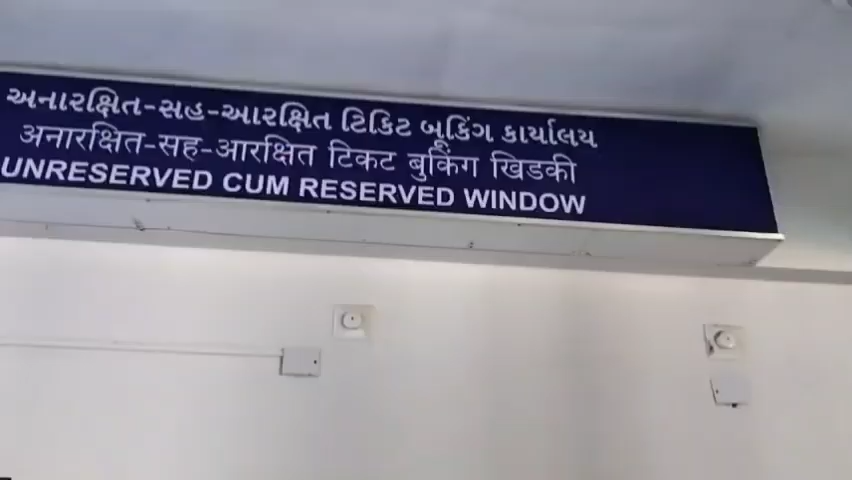 અનારક્ષિત-સહ-આરક્ષિત ટિકિટ બૂકિંગ કાર્યાલય
अनारक्षित-सह-आरक्षित टिकट बुकिंग खिडकी
UNRESERVED CUM RESERVED WINDOW